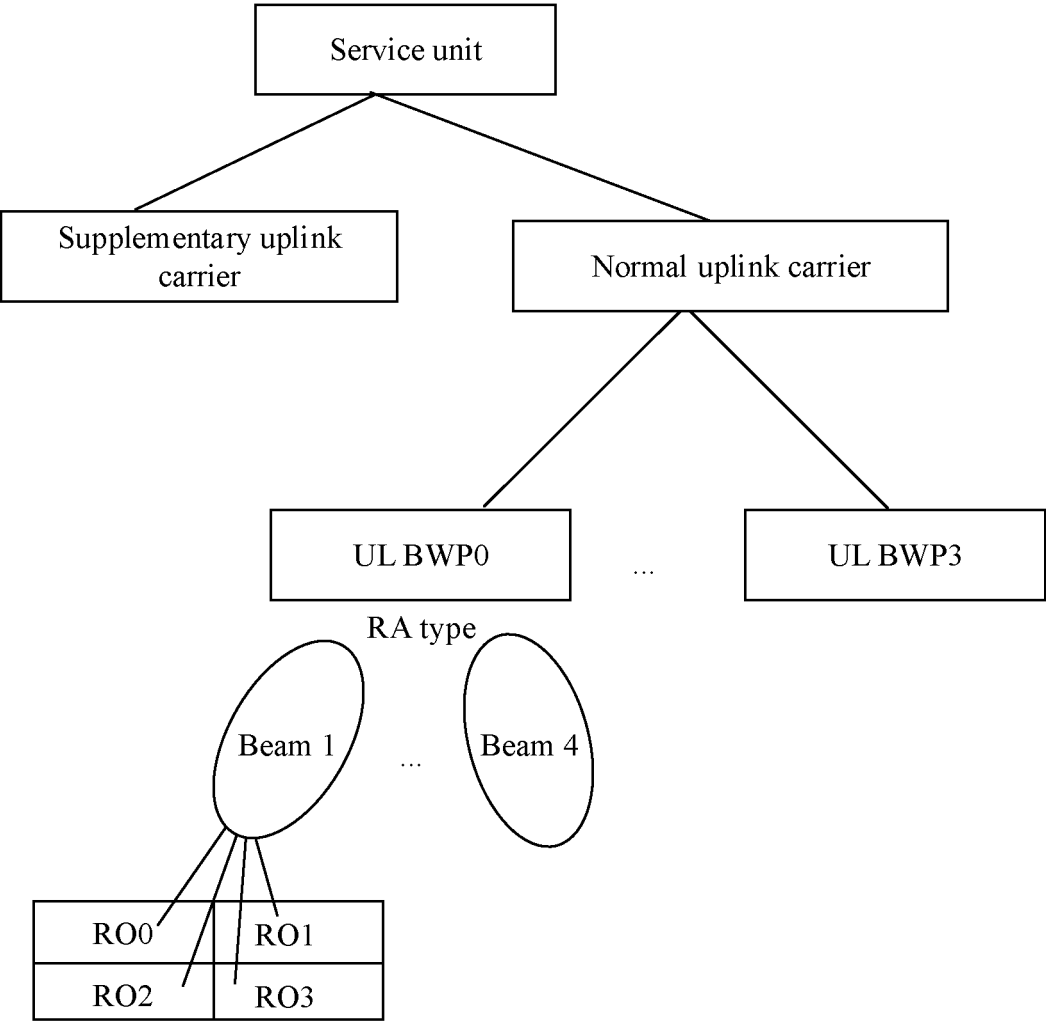 Service unit
Supplementary uplink
carrier
Normal uplink carrier
UL BWP0
...
UL BWP3
RA type
Beam 1
...
Beam 4
RO0
RO1
RO2
RO3